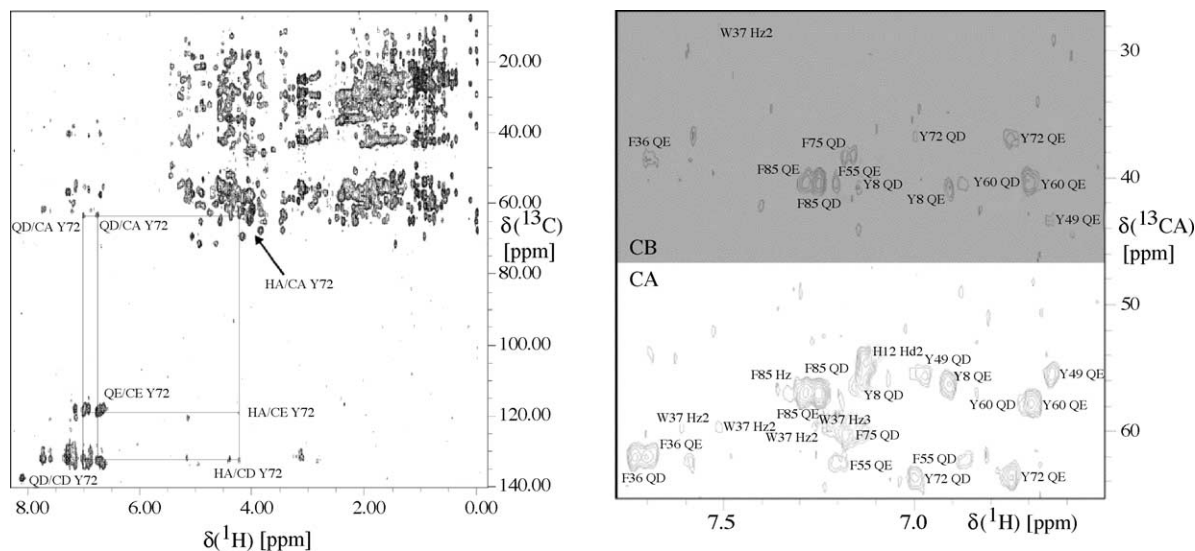 20.00
40.00
60.00
δ(13C)
[ppm]
80.00
100.00
120.00
140.00
QD/CA Y72
QD/CA Y72
HA/CA Y72
QE/CE Y72
HA/CE Y72
HA/CD Y72
QD/CD Y72
8.00
6.00
4.00
2.00
0.00
δ(1H) [ppm]
W37 Hz2
30
F36 QE
F75 QD
Y72 QD
Y72 QE
F85 QE
F55 QE
Y8 QD
Y60 QD
Y60 QE
40
F85 QD
Y8 QE
Y49 QE
δ(13CA)
[ppm]
CB
CA
50
H12 Hd2
F85 Hz
F85 QD
Y49 QD
Y8 QE
Y49 QE
Y8 QD
F85 QE
Y60 QD
Y60 QE
W37 Hz2
W37 Hz3
W37 Hz2
W37 Hz2
60
F36 QE
F75 QD
F36 QD
F55 QE
F55 QD
Y72 QD
Y72 QE
7.5
7.0
δ(1H) [ppm)